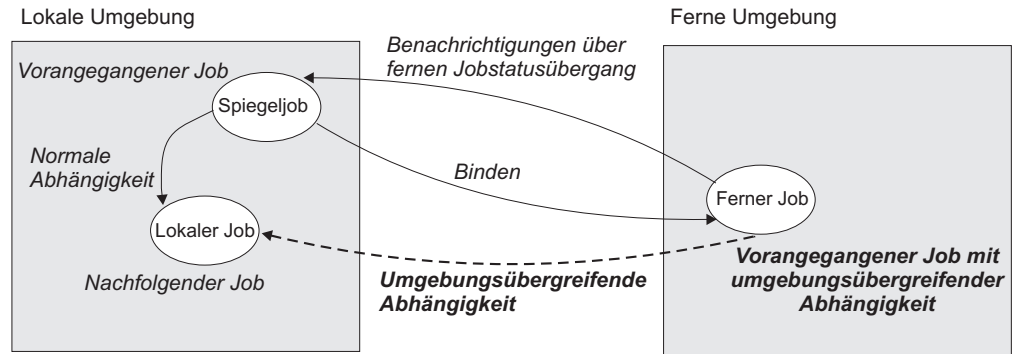 Lokale Umgebung
Ferne Umgebung
Benachrichtigungen über
fernen Jobstatusübergang
Vorangegangener Job
Spiegeljob
Normale
Abhängigkeit
Binden
Ferner Job
Lokaler Job
Nachfolgender Job
Umgebungsübergreifende
Abhängigkeit
Vorangegangener Job mit
umgebungsübergreifender
Abhängigkeit